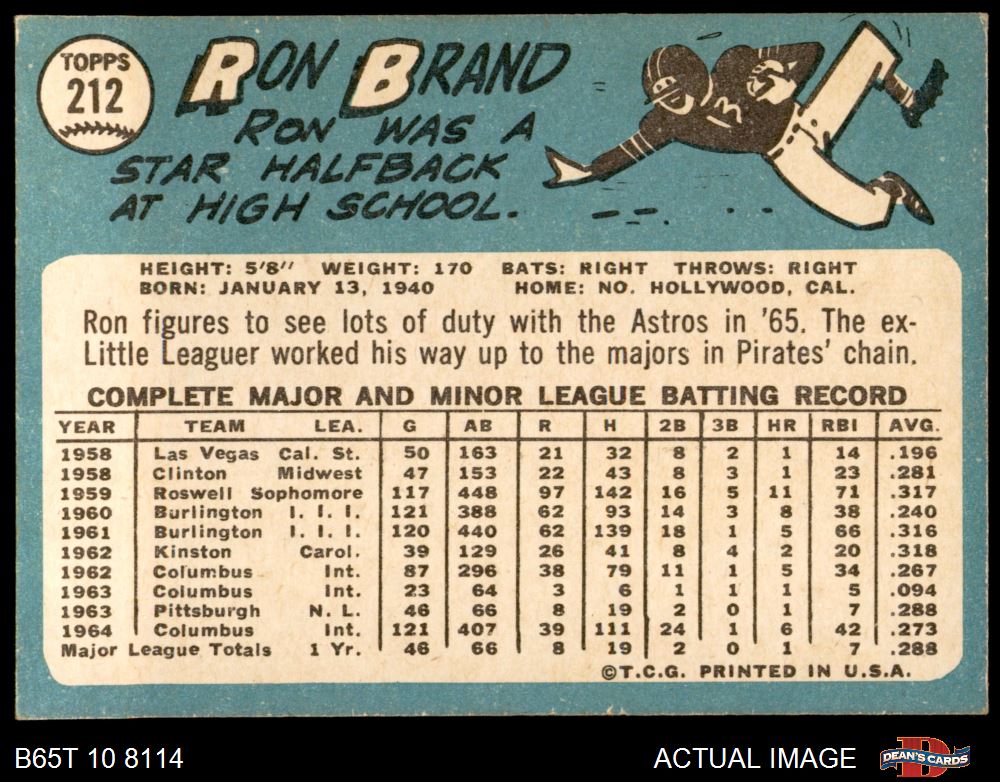 TOPPS
212
RON BRAND
RON WAS A
STAR HALFBACK
AT HIGH SCHOOL.
HEIGHT: 5'8" WEIGHT: 170 BATS: RIGHT THROWS: RIGHT
BORN: JANUARY 13, 1940 HOME: NO. HOLLYWOOD, CAL.
Ron figures to see lots of duty with the Astros in '65. The ex-
Little Leaguer worked his way up to the majors in Pirates' chain.
COMPLETE MAJOR AND MINOR LEAGUE BATTING RECORD
YEAR TEAM LEA. G AB R H 2B 3B HR RBI AVG.
1958 Las Vegas Cal. St. 50 163 21 32 8 2 1 14 .196
1958 Clinton Midwest 47 153 22 43 8 3 1 23 .281
1959 Roswell Sophomore 117 448 97 142 16 5 11 71 .317
1960 Burlington I. I. I. 121 388 62 93 14 3 8 38 .240
1961 Burlington I. I. I. 120 440 62 139 18 1 5 66 .316
1962 Kinston Carol. 39 129 26 41 8 4 2 20 .318
1962 Columbus Int. 87 296 38 79 11 1 5 34 .267
1963 Columbus Int. 23 64 3 6 1 1 1 5 .094
1963 Pittsburgh N. L. 46 66 8 19 2 0 1 7 .288
1964 Columbus Int. 121 407 39 111 24 1 6 42 .273
Major League Totals 1 Yr. 46 66 8 19 2 0 1 7 .288
©T.C.G. PRINTED IN U.S.A.
B65T 10 8114 ACTUAL IMAGE DEAN'S CARDS